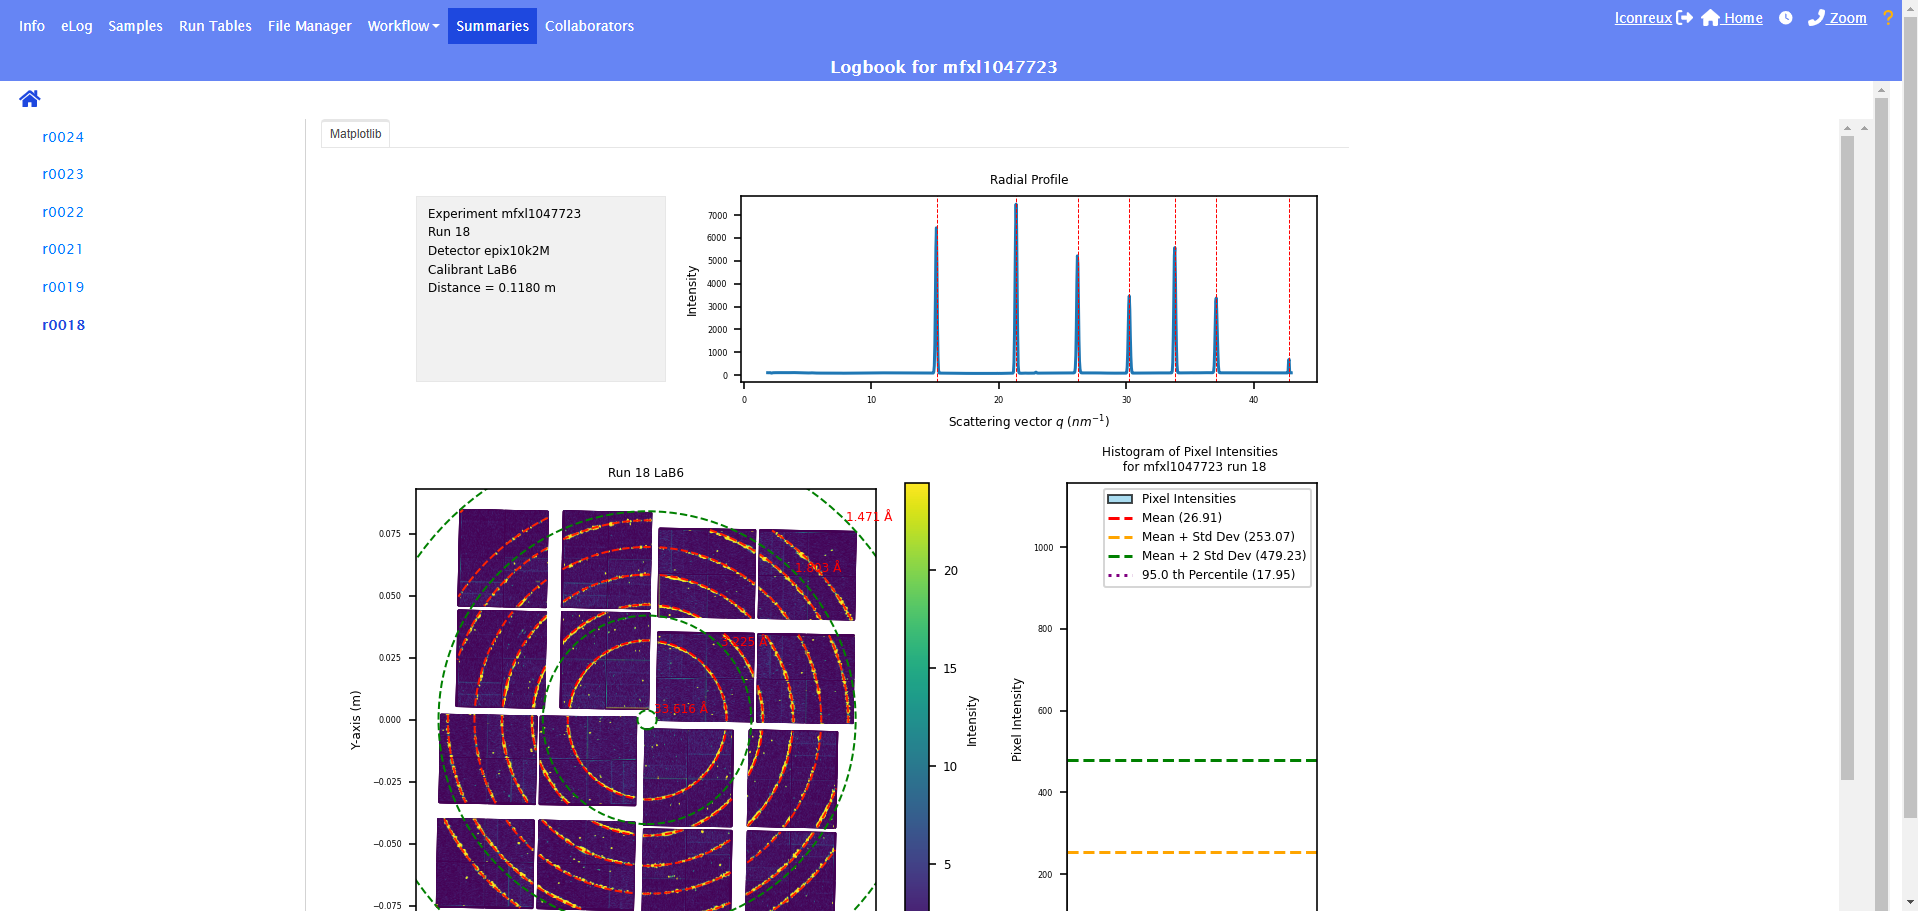 Info eLog Samples Run Tables File Manager Workflow Summaries Collaborators
lconreux Home Zoom ?
Logbook for mfxl1047723
r0024
r0023
r0022
r0021
r0019
r0018
Matplotlib
Experiment mfxl1047723
Run 18
Detector epix10k2M
Calibrant LaB6
Distance = 0.1180 m
Radial Profile
Intensity
7000
6000
5000
4000
3000
2000
1000
0
0 10 20 30 40
Scattering vector q (nm⁻¹)
Run 18 LaB6
Y-axis (m)
0.075
0.050
0.025
0.000
−0.025
−0.050
−0.075
1.471 Å
Å
Å
Å
20
15
10
5
Intensity
Histogram of Pixel Intensities
for mfxl1047723 run 18
Pixel Intensities
Mean (26.91)
Mean + Std Dev (253.07)
Mean + 2 Std Dev (479.23)
95.0 th Percentile (17.95)
Pixel Intensity
1000
800
600
400
200